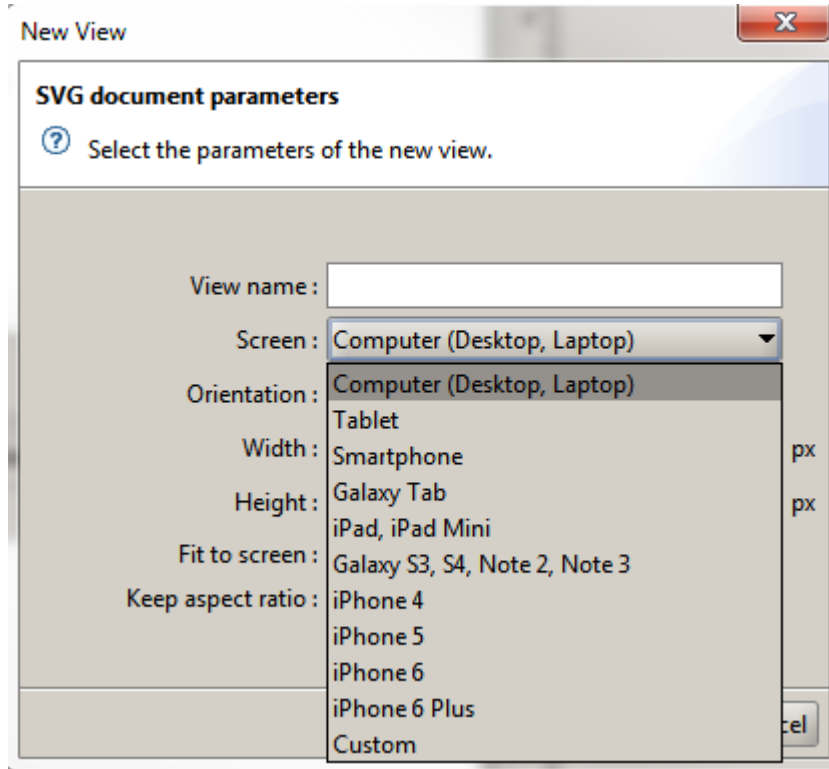 New View
SVG document parameters
Select the parameters of the new view.
View name :
Screen : Computer (Desktop, Laptop)
Orientation : Computer (Desktop, Laptop)
Tablet
Width : Smartphone px
Galaxy Tab
Height : px
iPad, iPad Mini
Fit to screen : Galaxy S3, S4, Note 2, Note 3
Keep aspect ratio : iPhone 4
iPhone 5
iPhone 6
iPhone 6 Plus
Custom